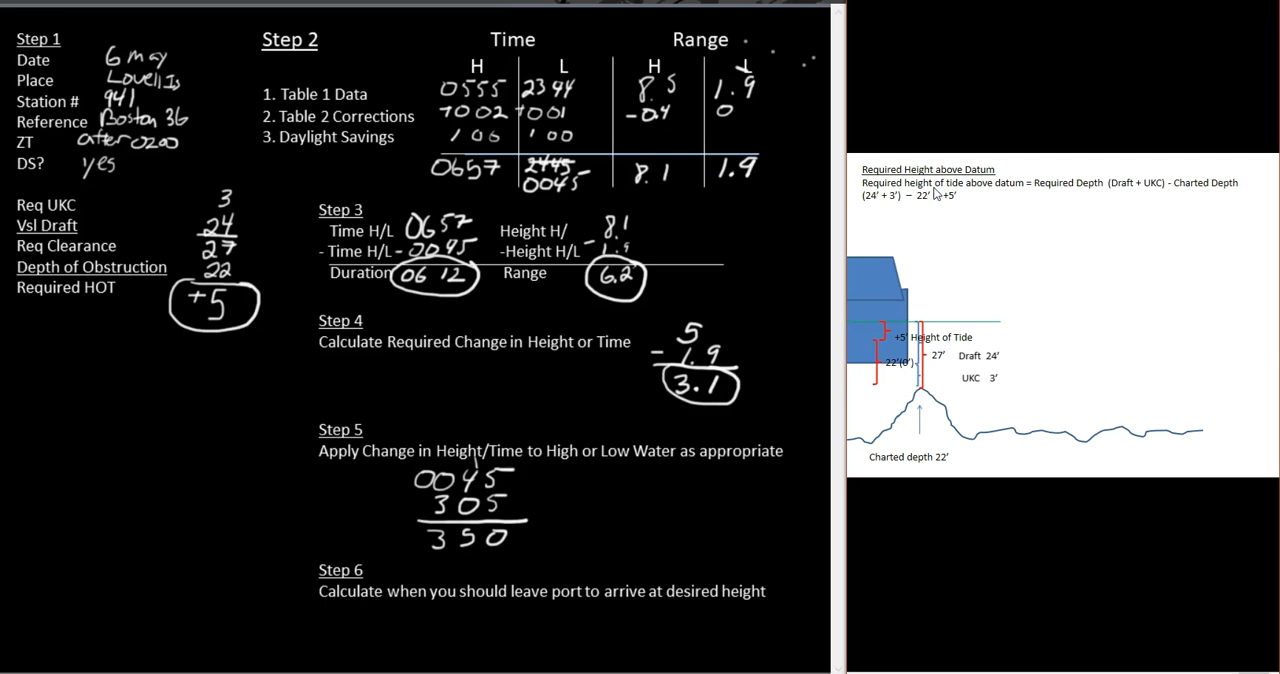 Step 1
Date 6 may
Place Lovell Is
Station # 941
Reference Boston 36
ZT after 0200
DS? yes
Req UKC 3
Vsl Draft 24
Req Clearance 27
Depth of Obstruction 22
Required HOT +5
Step 2
Time Range
H L H L
1. Table 1 Data 0555 2344 8.5 1.9
2. Table 2 Corrections +002 +001 -0.4 0
3. Daylight Savings 100 100
0657 2445 8.1 1.9
0045
Step 3
Time H/L 0657 Height H/ 8.1
- Time H/L - 0045 -Height H/L - 1.9
Duration 06 12 Range 6.2
Step 4
Calculate Required Change in Height or Time
5
- 1.9
3.1
Step 5
Apply Change in Height/Time to High or Low Water as appropriate
0045
305
350
Step 6
Calculate when you should leave port to arrive at desired height
Required Height above Datum
Required height of tide above datum = Required Depth (Draft + UKC) - Charted Depth
(24' + 3') – 22' +5'
+5' Height of Tide
22'(0')
27' Draft 24'
UKC 3'
Charted depth 22'